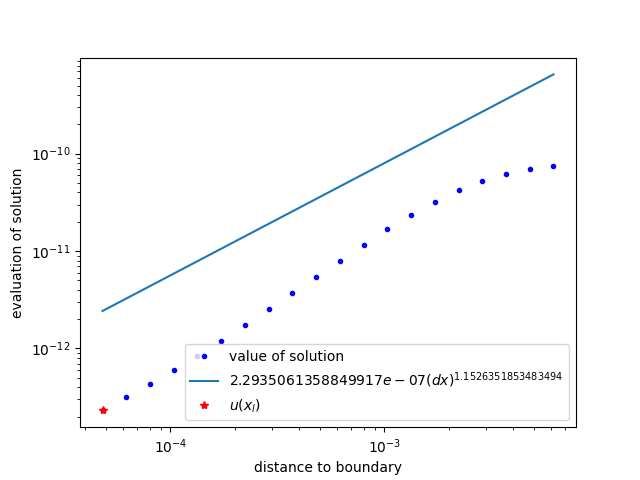 10⁻¹⁰
10⁻¹¹
10⁻¹²
evaluation of solution
value of solution
2.2935061358849917e − 07(dx)^1.1526351853483494
u(x_l)
10⁻⁴
10⁻³
distance to boundary